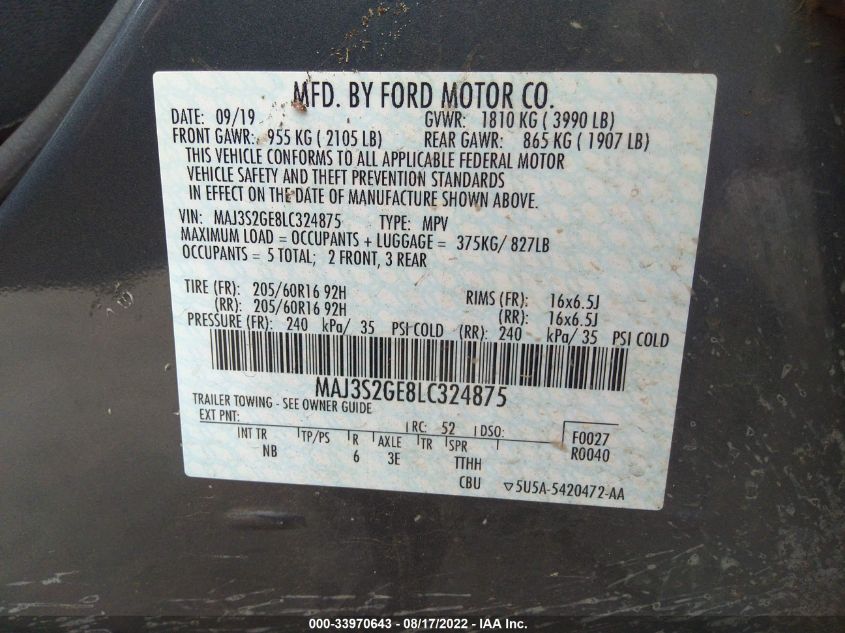 MFD. BY FORD MOTOR CO.
DATE: 09/19 GVWR: 1810 KG ( 3990 LB)
FRONT GAWR: 955 KG ( 2105 LB) REAR GAWR: 865 KG ( 1907 LB)
THIS VEHICLE CONFORMS TO ALL APPLICABLE FEDERAL MOTOR
VEHICLE SAFETY AND THEFT PREVENTION STANDARDS
IN EFFECT ON THE DATE OF MANUFACTURE SHOWN ABOVE.
VIN: MAJ3S2GE8LC324875 TYPE: MPV
MAXIMUM LOAD = OCCUPANTS + LUGGAGE = 375KG/ 827LB
OCCUPANTS = 5 TOTAL; 2 FRONT, 3 REAR
TIRE (FR): 205/60R16 92H RIMS (FR): 16x6.5J
(RR): 205/60R16 92H (RR): 16x6.5J
PRESSURE (FR): 240 kPa/ 35 PSI COLD (RR): 240 kPa/ 35 PSI COLD
MAJ3S2GE8LC324875
TRAILER TOWING - SEE OWNER GUIDE
EXT PNT: RC: 52 DSO: F0027
INT TR TP/PS R AXLE TR SPR R0040
NB 6 3E TTHH
CBU ▽5U5A-5420472-AA
000-33970643 - 08/17/2022 - IAA Inc.